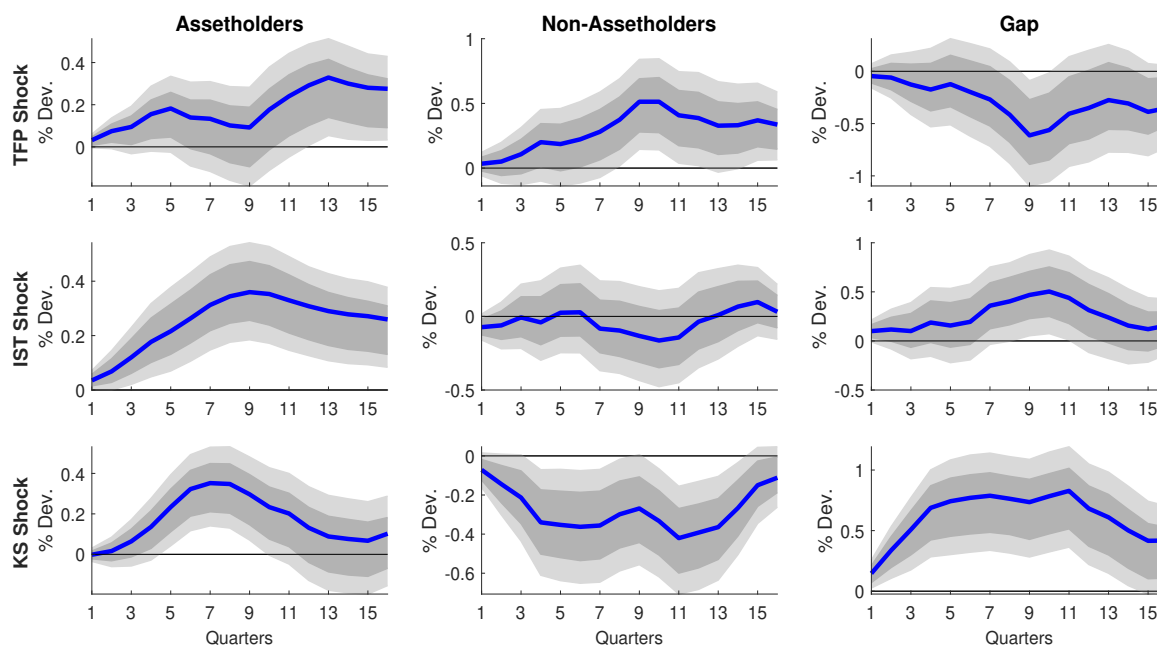 Assetholders
Non-Assetholders
Gap
TFP Shock
% Dev.
0.4
0.2
0
1 3 5 7 9 11 13 15
% Dev.
1
0.5
0
1 3 5 7 9 11 13 15
% Dev.
0
-0.5
-1
1 3 5 7 9 11 13 15
IST Shock
% Dev.
0.4
0.2
0
1 3 5 7 9 11 13 15
% Dev.
0.5
0
-0.5
1 3 5 7 9 11 13 15
% Dev.
1
0.5
0
-0.5
1 3 5 7 9 11 13 15
KS Shock
% Dev.
0.4
0.2
0
1 3 5 7 9 11 13 15
Quarters
% Dev.
0
-0.2
-0.4
-0.6
1 3 5 7 9 11 13 15
Quarters
% Dev.
1
0.5
0
1 3 5 7 9 11 13 15
Quarters